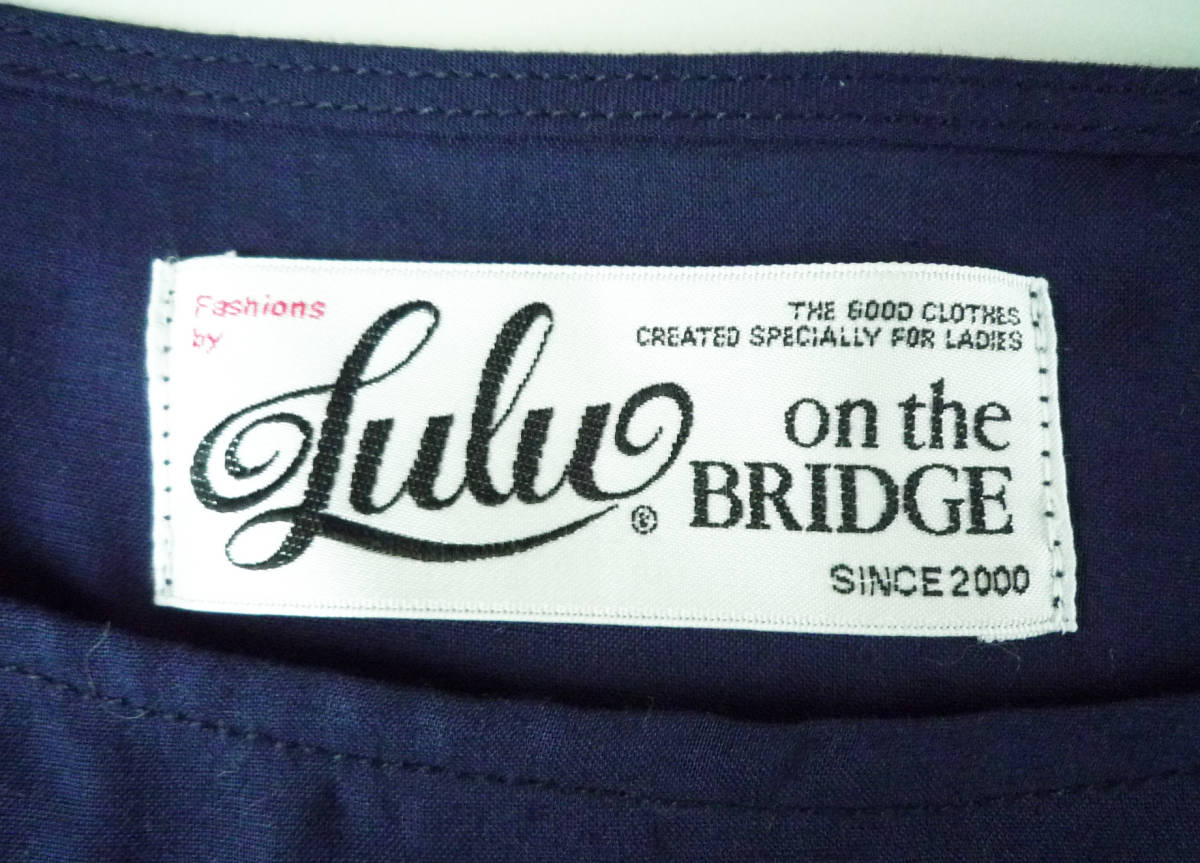 Fashions
by
THE GOOD CLOTHES
CREATED SPECIALLY FOR LADIES
Lulu®
on the
BRIDGE
SINCE 2000